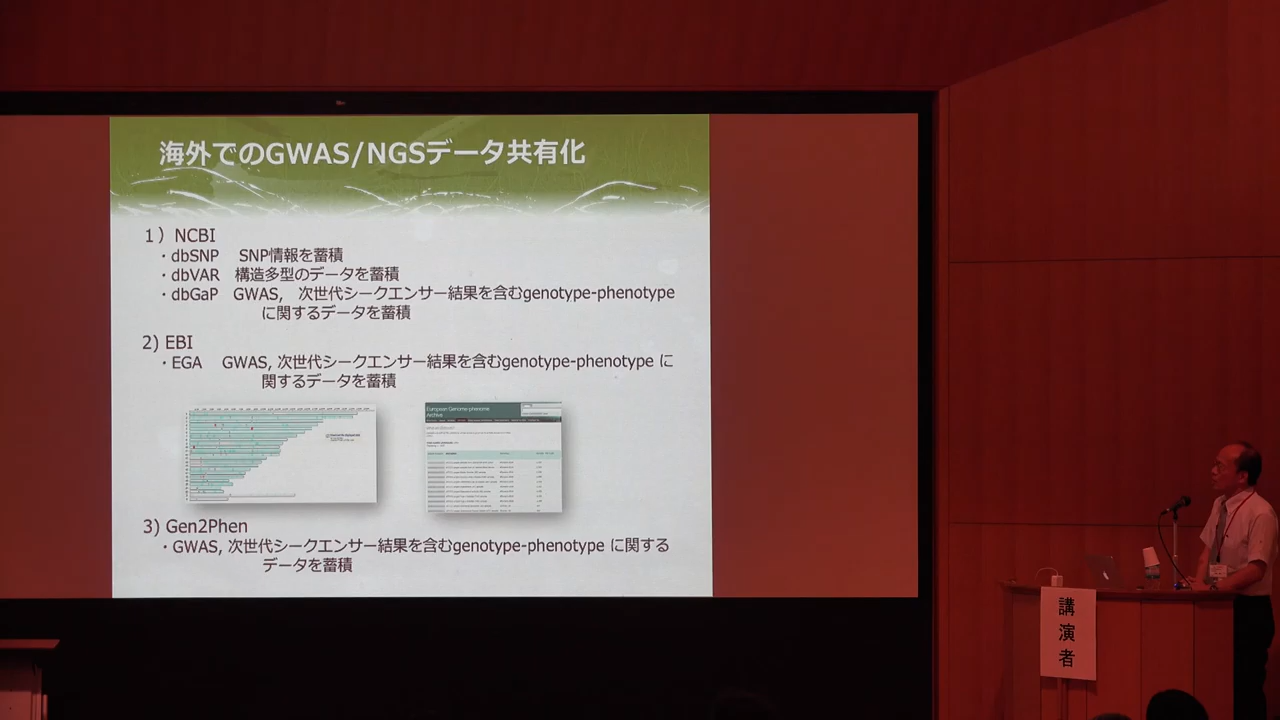 海外でのGWAS/NGSデータ共有化
1）NCBI
・dbSNP SNP情報を蓄積
・dbVAR 構造多型のデータを蓄積
・dbGaP GWAS, 次世代シークエンサー結果を含むgenotype-phenotype
に関するデータを蓄積
2) EBI
・EGA GWAS, 次世代シークエンサー結果を含むgenotype-phenotype に
関するデータを蓄積
European Genome-phenome
Archive
3) Gen2Phen
・GWAS, 次世代シークエンサー結果を含むgenotype-phenotype に関する
データを蓄積
講演者